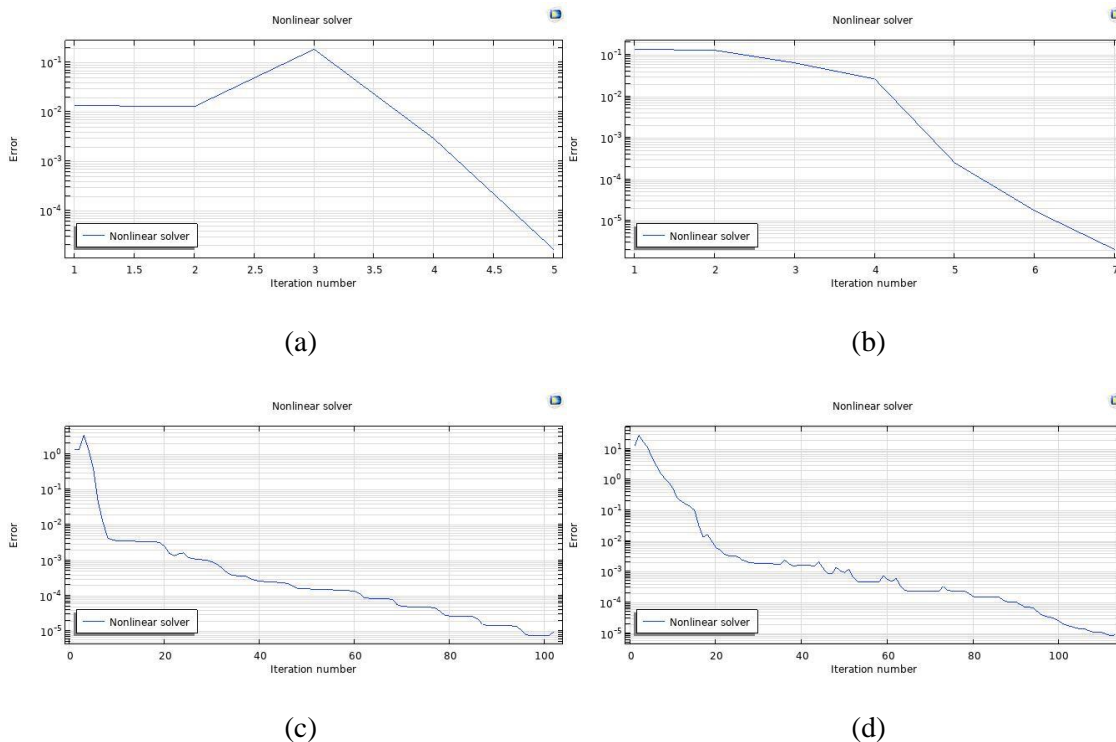 Nonlinear solver
Error
10^-1
10^-2
10^-3
10^-4
Nonlinear solver
1 1.5 2 2.5 3 3.5 4 4.5 5
Iteration number
(a)
Nonlinear solver
Error
10^-1
10^-2
10^-3
10^-4
10^-5
Nonlinear solver
1 2 3 4 5 6 7
Iteration number
(b)
Nonlinear solver
Error
10^0
10^-1
10^-2
10^-3
10^-4
10^-5
Nonlinear solver
0 20 40 60 80 100
Iteration number
(c)
Nonlinear solver
Error
10^1
10^0
10^-1
10^-2
10^-3
10^-4
10^-5
Nonlinear solver
0 20 40 60 80 100
Iteration number
(d)